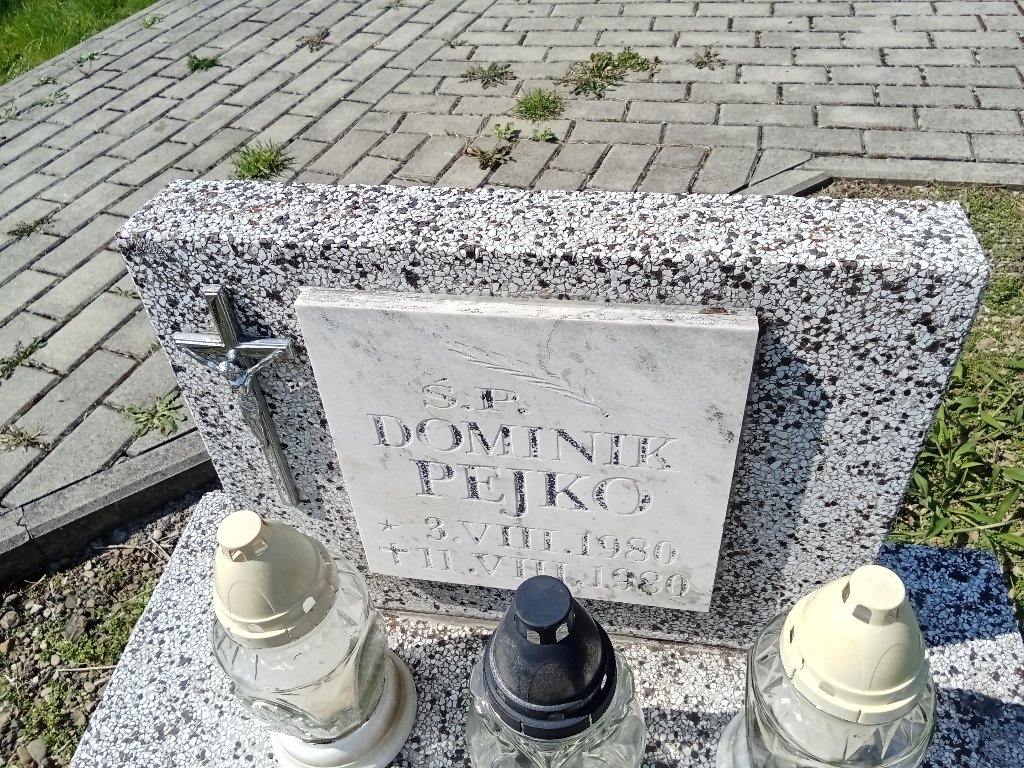 Ś.P.
DOMINIK
PEJKO
* 3.VIII.1980
✝ 11.VIII.1980